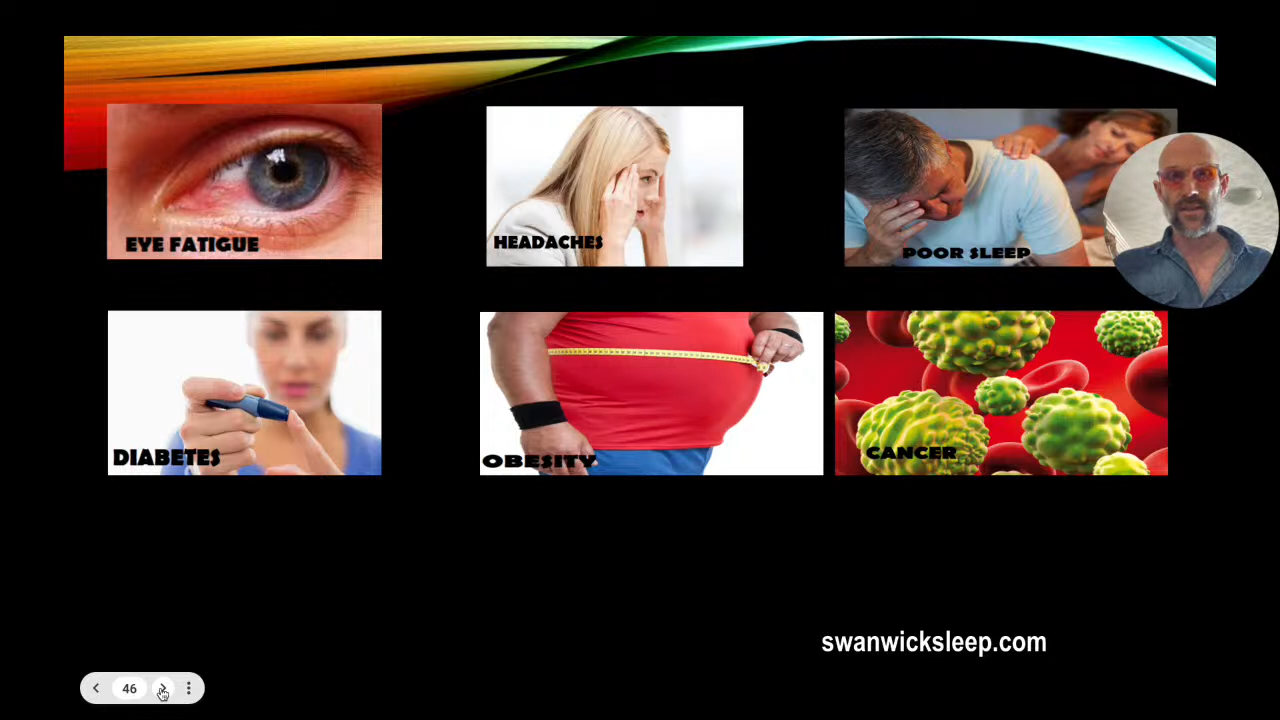 EYE FATIGUE
HEADACHES
POOR SLEEP
DIABETES
OBESITY
CANCER
swanwicksleep.com
46